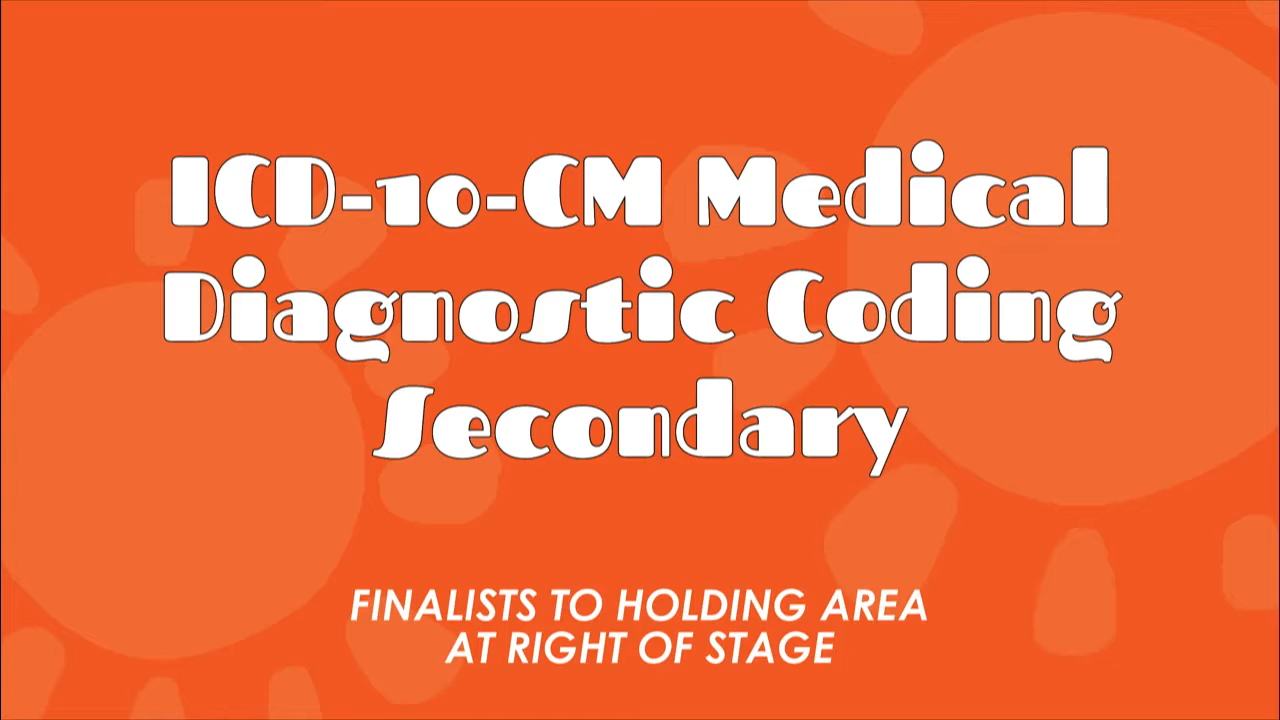 ICD-10-CM Medical
Diagnostic Coding
Secondary
FINALISTS TO HOLDING AREA
AT RIGHT OF STAGE